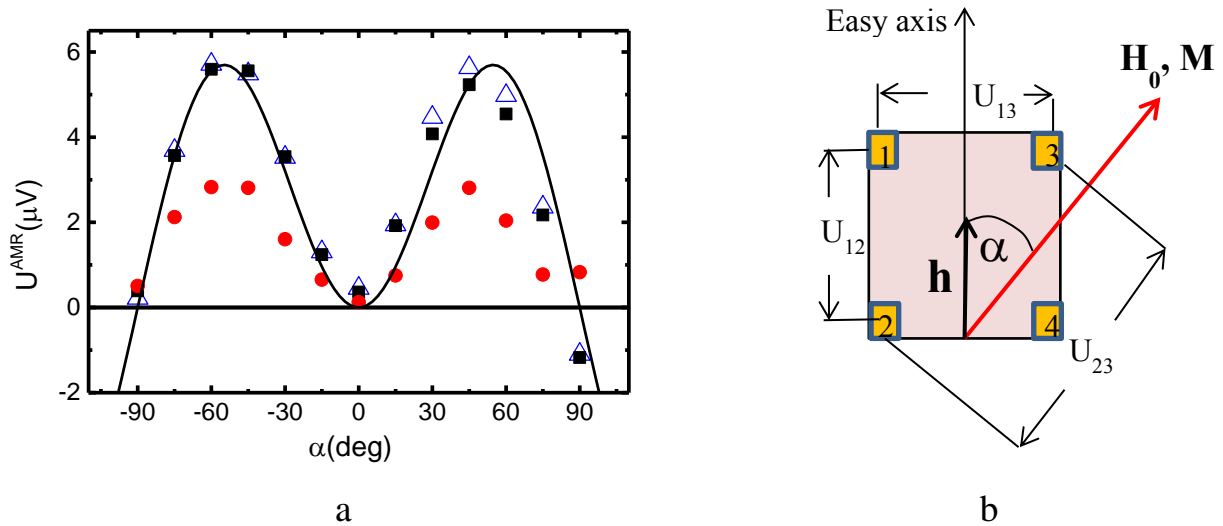 6
4
2
0
-2
U^AMR(μV)
-90 -60 -30 0 30 60 90
α(deg)
a
Easy axis
H₀, M
U₁₃
1
3
U₁₂
α
h
2
4
U₂₃
b